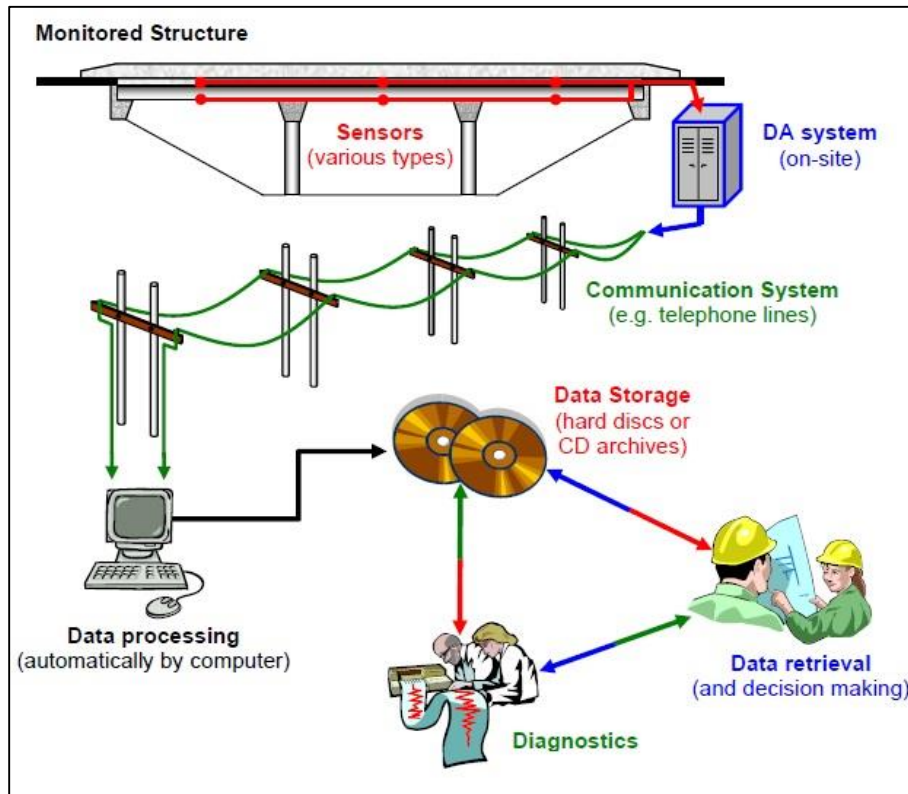 Monitored Structure
Sensors
(various types)
DA system
(on-site)
Communication System
(e.g. telephone lines)
Data Storage
(hard discs or
CD archives)
Data processing
(automatically by computer)
Data retrieval
(and decision making)
Diagnostics